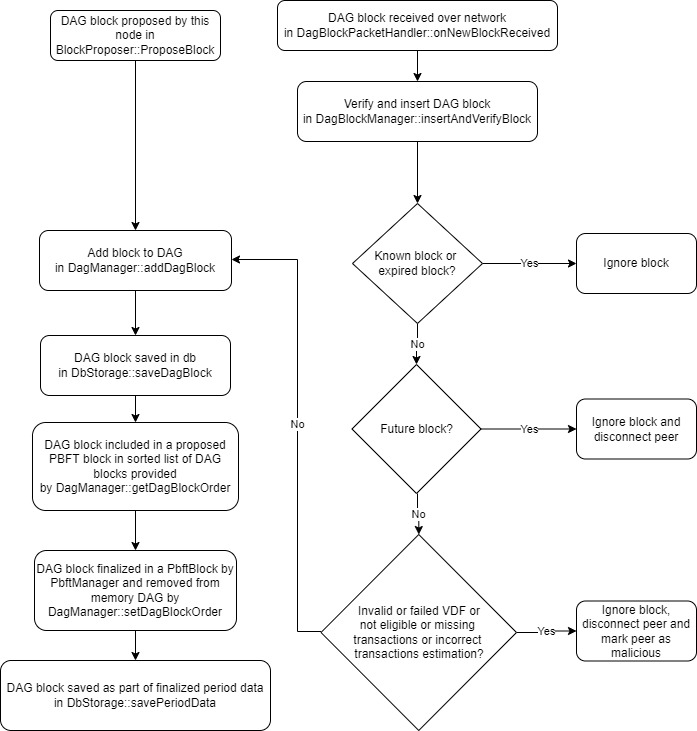 DAG block proposed by this
node in
BlockProposer::ProposeBlock
DAG block received over network
in DagBlockPacketHandler::onNewBlockReceived
Verify and insert DAG block
in DagBlockManager::insertAndVerifyBlock
Add block to DAG
in DagManager::addDagBlock
Known block or
expired block?
Yes
Ignore block
No
DAG block saved in db
in DbStorage::saveDagBlock
Future block?
Yes
Ignore block and
disconnect peer
No
No
DAG block included in a proposed
PBFT block in sorted list of DAG
blocks provided
by DagManager::getDagBlockOrder
DAG block finalized in a PbftBlock by
PbftManager and removed from
memory DAG by
DagManager::setDagBlockOrder
Invalid or failed VDF or
not eligible or missing
transactions or incorrect
transactions estimation?
Yes
Ignore block,
disconnect peer and
mark peer as
malicious
DAG block saved as part of finalized period data
in DbStorage::savePeriodData